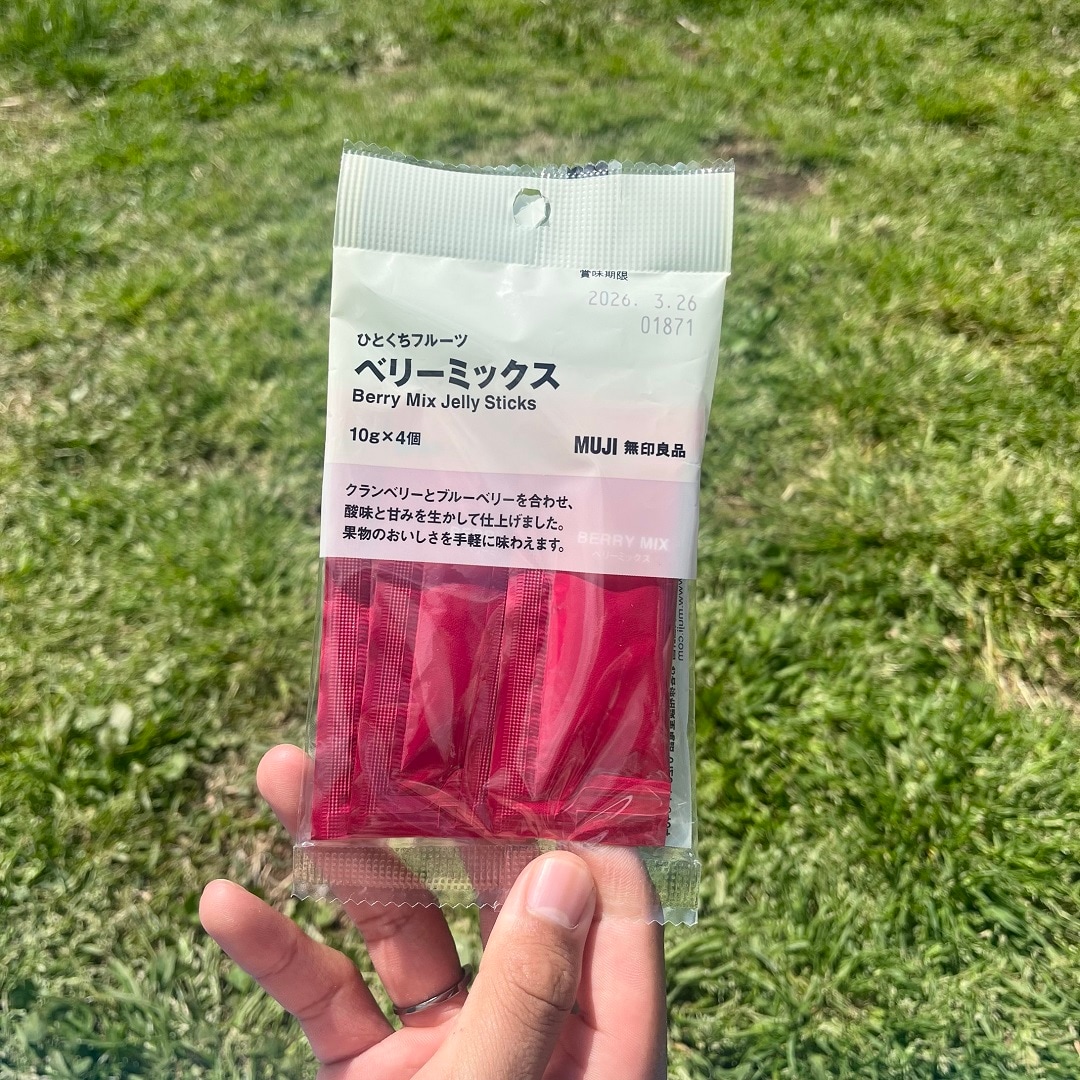 賞味期限
2026. 3.26
01871
ひとくちフルーツ
ベリーミックス
Berry Mix Jelly Sticks
10g×4個
MUJI 無印良品
クランベリーとブルーベリーを合わせ、
酸味と甘みを生かして仕上げました。
果物のおいしさを手軽に味わえます。
BERRY MIX
ベリーミックス
www.muji.com